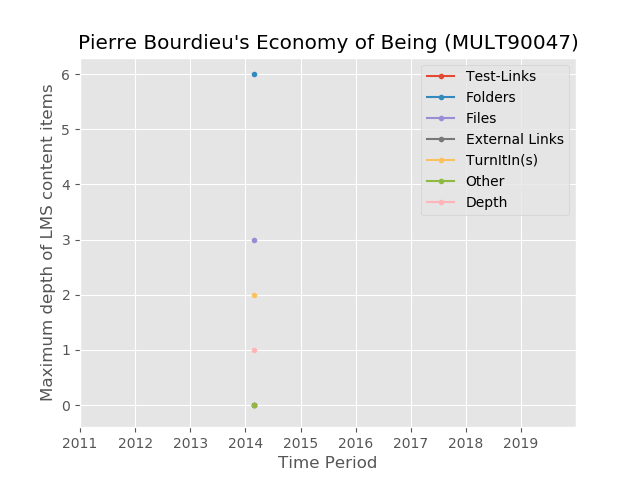 Pierre Bourdieu's Economy of Being (MULT90047)
Maximum depth of LMS content items
6
5
4
3
2
1
0
Test-Links
Folders
Files
External Links
TurnItIn(s)
Other
Depth
2011 2012 2013 2014 2015 2016 2017 2018 2019
Time Period